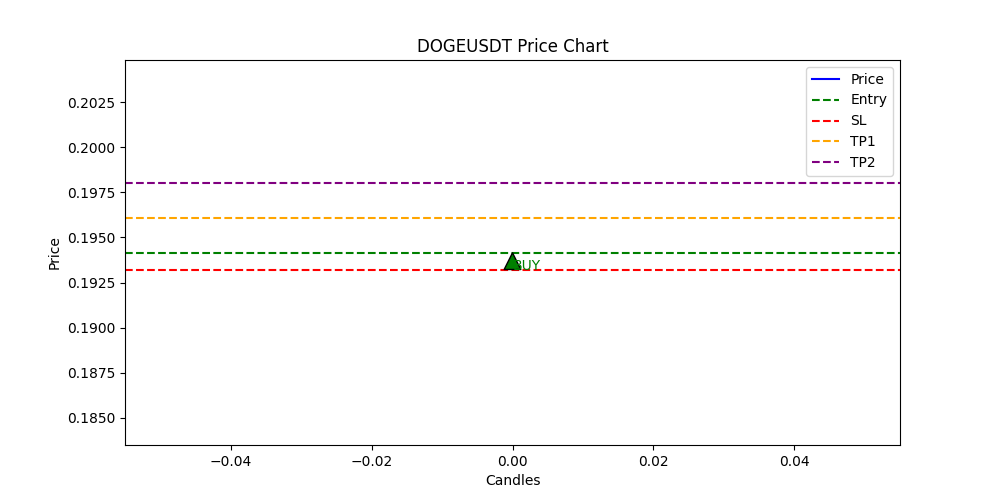 DOGEUSDT Price Chart
Price
Entry
SL
TP1
TP2
0.2025
0.2000
0.1975
0.1950
0.1925
0.1900
0.1875
0.1850
Price
BUY
−0.04
−0.02
0.00
0.02
0.04
Candles